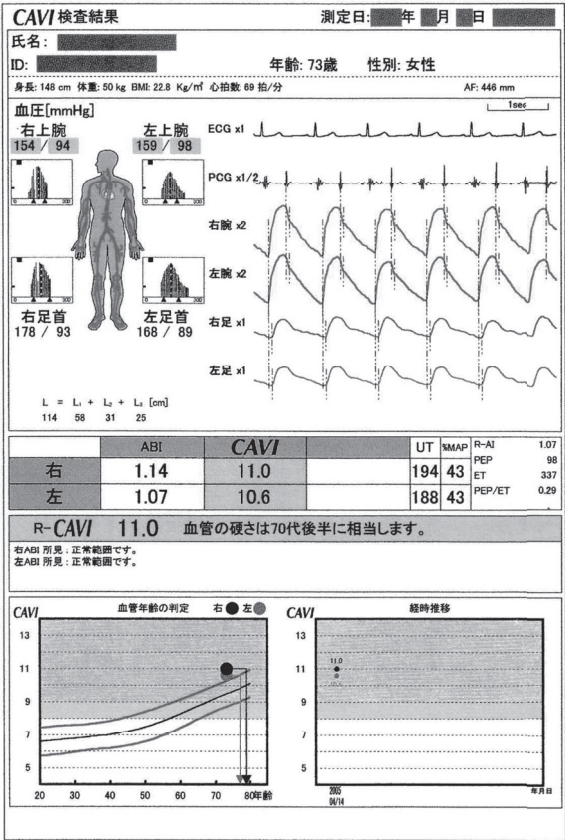 CAVI 検査結果 測定日: 年 月 日
氏名:
ID: 年齢: 73歳 性別: 女性
身長: 148 cm 体重: 50 kg BMI: 22.8 Kg/㎡ 心拍数 69 拍/分 AF: 446 mm
血圧[mmHg]
1sec
右上腕 左上腕
154 / 94 159 / 98
ECG x1
PCG x1/2
右腕 x2
左腕 x2
右足首 左足首
178 / 93 168 / 89
右足 x1
左足 x1
L = L₁ + L₂ + L₃ [cm]
114 58 31 25
ABI CAVI UT %MAP
右 1.14 11.0 194 43
左 1.07 10.6 188 43
R-AI 1.07
PEP 98
ET 337
PEP/ET 0.29
R-CAVI 11.0 血管の硬さは70代後半に相当します。
右ABI 所見 : 正常範囲です。
左ABI 所見 : 正常範囲です。
CAVI 血管年齢の判定 右 左
13
11
9
7
5
20 30 40 50 60 70 80年齢
CAVI 経時推移
13
11
9
7
5
11.0
2005
04/14
年月日